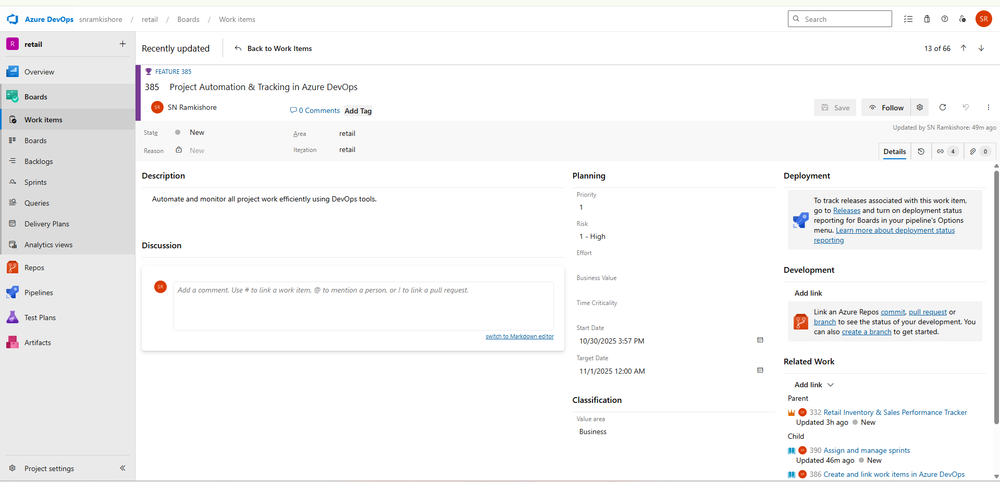 Azure DevOps snramkishore / retail / Boards / Work items
Search
SR
R retail
Overview
Boards
Work items
Boards
Backlogs
Sprints
Queries
Delivery Plans
Analytics views
Repos
Pipelines
Test Plans
Artifacts
Project settings
Recently updated
Back to Work Items
13 of 66
FEATURE 385
385 Project Automation & Tracking in Azure DevOps
SR SN Ramkishore
0 Comments
Add Tag
Save
Follow
State New
Area retail
Reason New
Iteration retail
Updated by SN Ramkishore: 49m ago
Details
4
0
Description
Automate and monitor all project work efficiently using DevOps tools.
Discussion
SR
Add a comment. Use # to link a work item, @ to mention a person, or ! to link a pull request.
switch to Markdown editor
Planning
Priority
1
Risk
1 - High
Effort
Business Value
Time Criticality
Start Date
10/30/2025 3:57 PM
Target Date
11/1/2025 12:00 AM
Classification
Value area
Business
Deployment
To track releases associated with this work item,
go to Releases and turn on deployment status
reporting for Boards in your pipeline's Options
menu. Learn more about deployment status
reporting
Development
Add link
Link an Azure Repos commit, pull request or
branch to see the status of your development. You
can also create a branch to get started.
Related Work
Add link
Parent
SR 332 Retail Inventory & Sales Performance Tracker
Updated 3h ago New
Child
SR 390 Assign and manage sprints
Updated 46m ago New
SR 386 Create and link work items in Azure DevOps